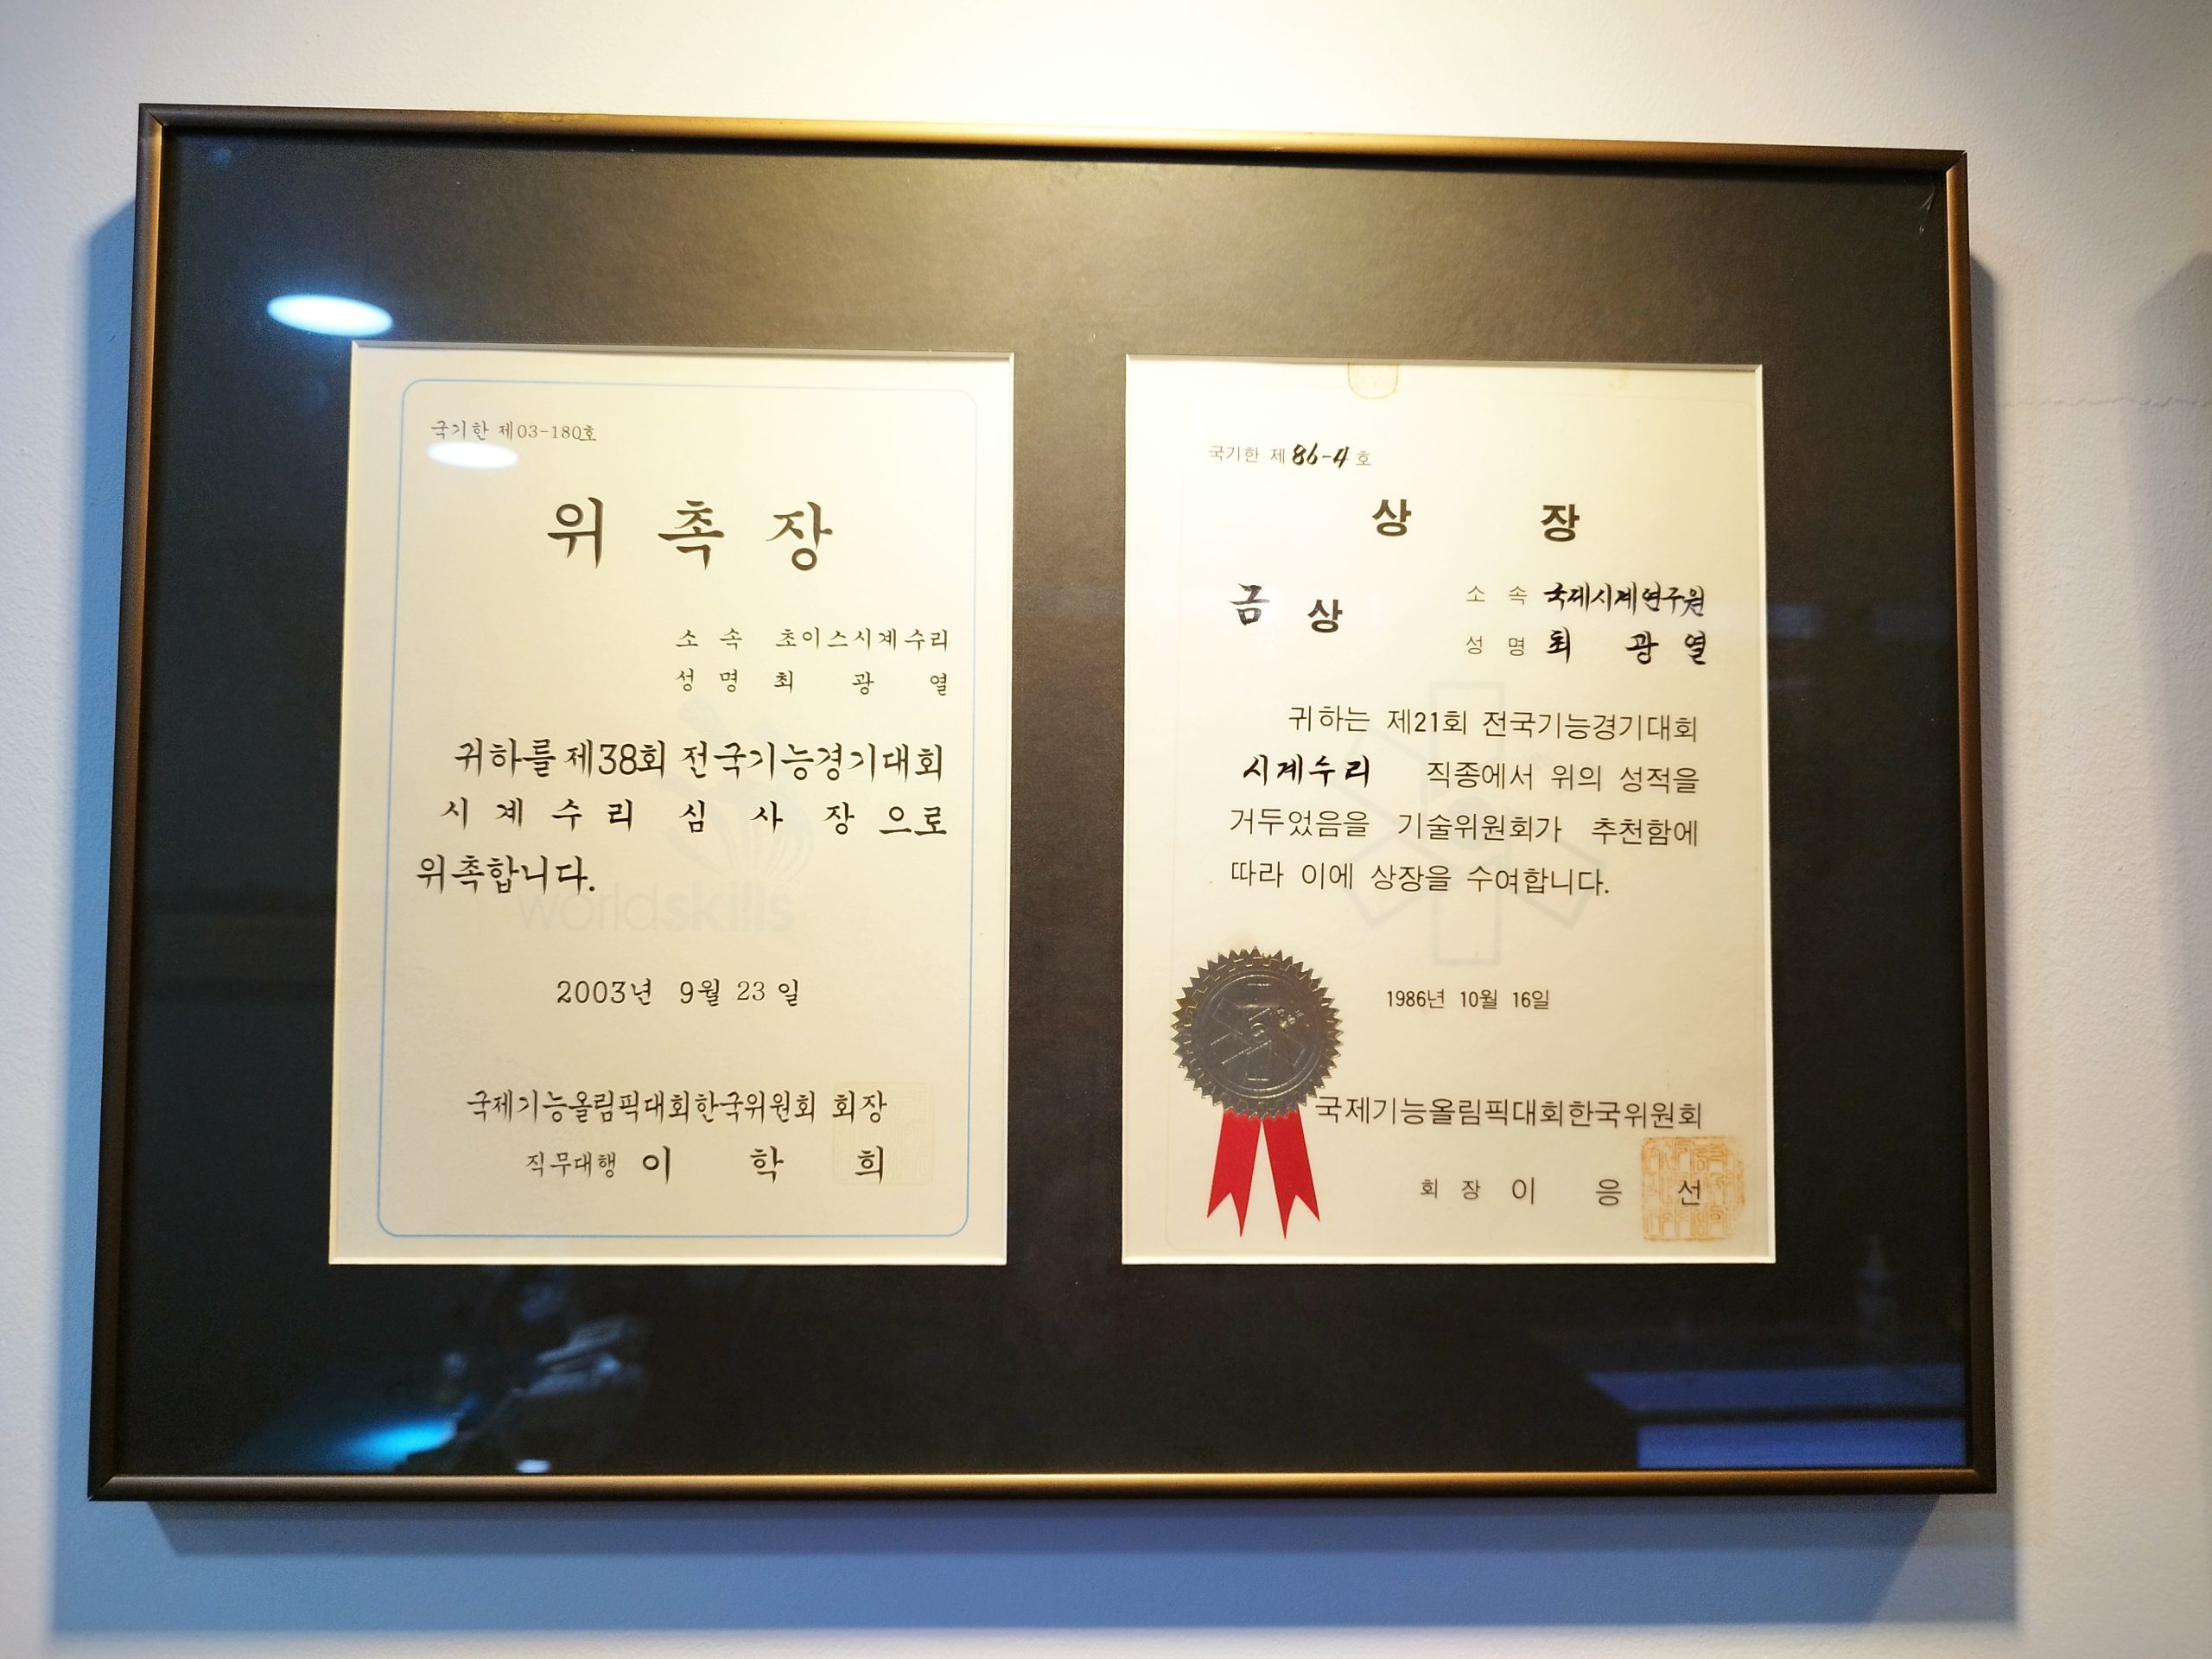 국기한 제03-180호
위 촉 장
소 속 초이스시계수리
성 명 최 광 열
귀하를 제38회 전국기능경기대회
시 계 수 리 심 사 장 으로
위촉합니다.
worldskills
2003년 9월 23일
국제기능올림픽대회한국위원회 회장
직무대행 이 학 희
국기한 제 86-4 호
상 장
금 상
소 속 국제시계연구원
성 명 최 광 열
귀하는 제21회 전국기능경기대회
시계수리 직종에서 위의 성적을
거두었음을 기술위원회가 추천함에
따라 이에 상장을 수여합니다.
1986년 10월 16일
국제기능올림픽대회한국위원회
회 장 이 응 선